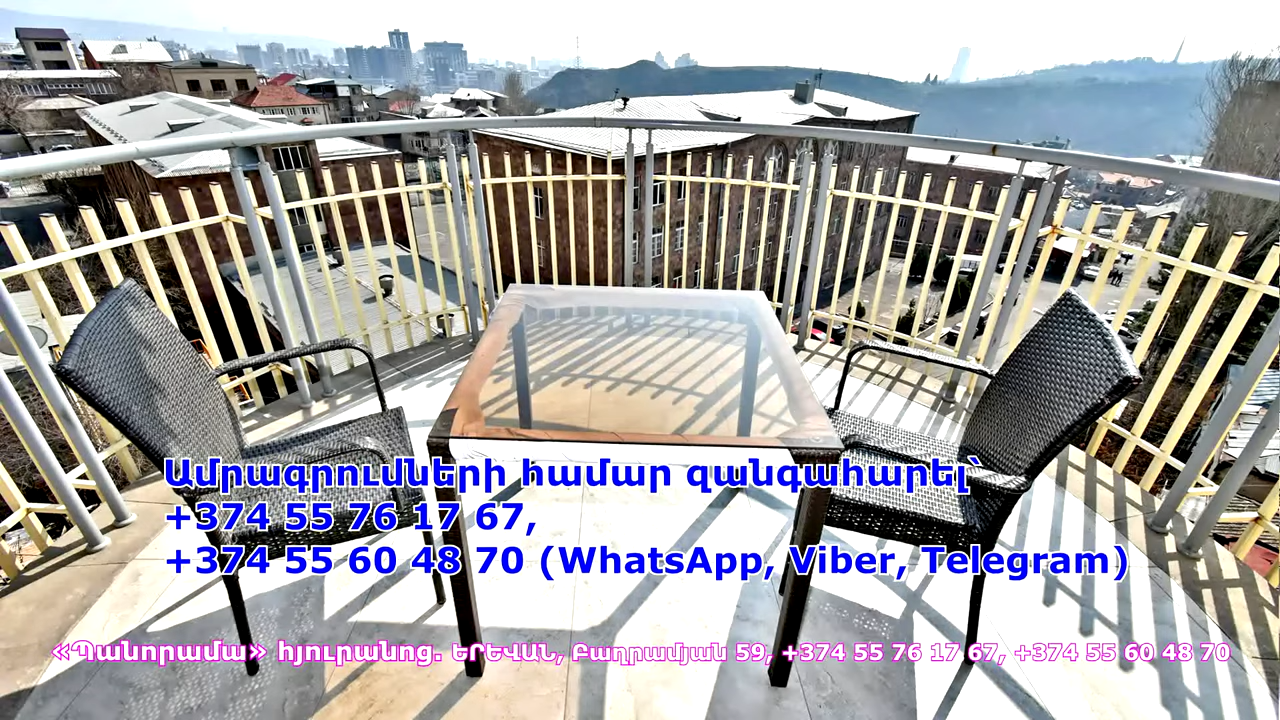 Ամրագրումների համար զանգահարել՝
+374 55 76 17 67,
+374 55 60 48 70 (WhatsApp, Viber, Telegram)
«Պանորամա» հյուրանոց. ԵՐԵՎԱՆ, Բաղրամյան 59, +374 55 76 17 67, +374 55 60 48 70